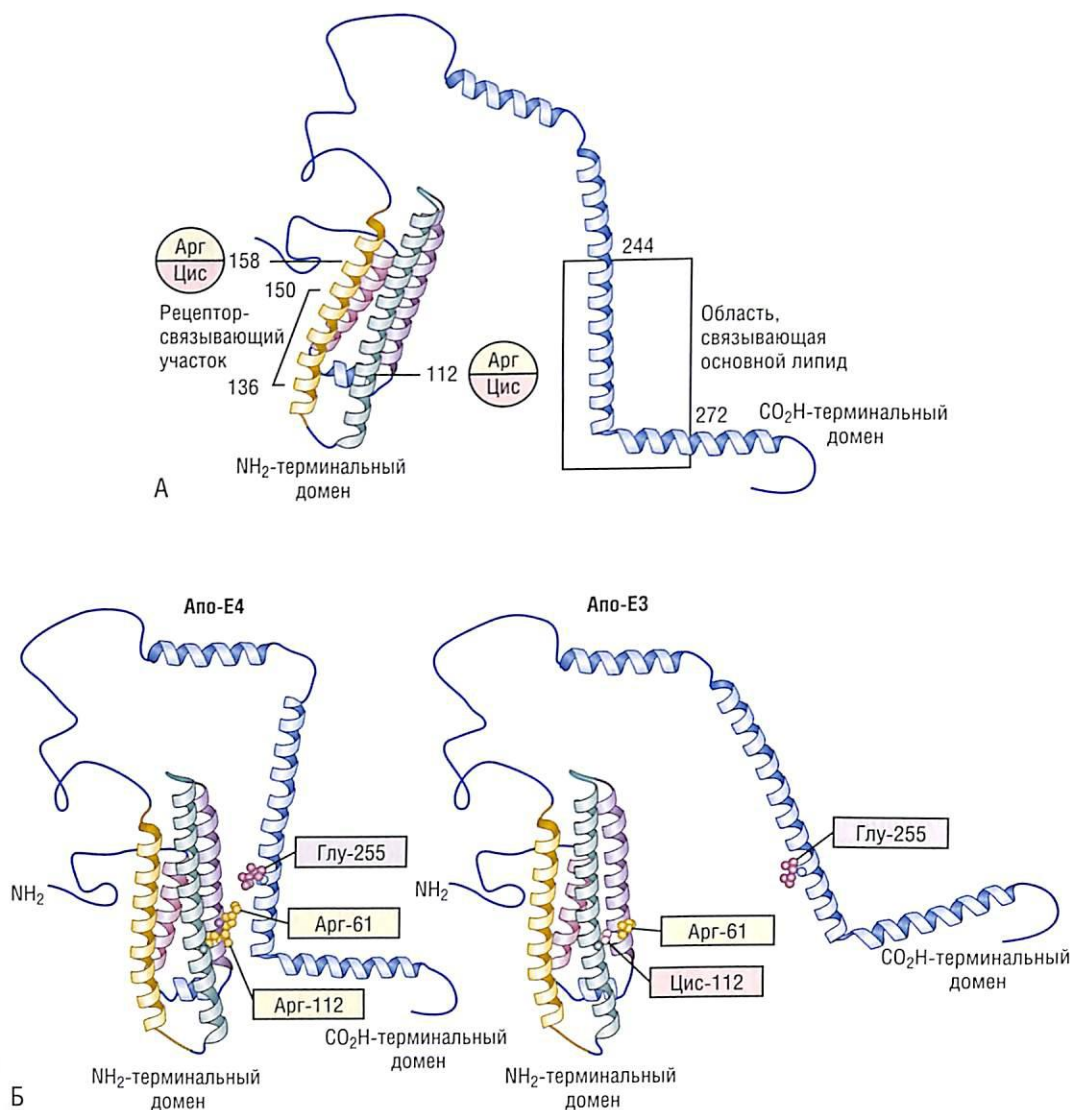 Арг
Цис
158
150
Рецептор-
связывающий
участок
136
112
Арг
Цис
244
Область,
связывающая
основной липид
272
CO₂H-терминальный
домен
NH₂-терминальный
домен
А
Апо-Е4
Апо-Е3
Глу-255
Глу-255
NH₂
NH₂
Арг-61
Арг-61
Арг-112
Цис-112
CO₂H-терминальный
домен
CO₂H-терминальный
домен
NH₂-терминальный
домен
NH₂-терминальный
домен
Б